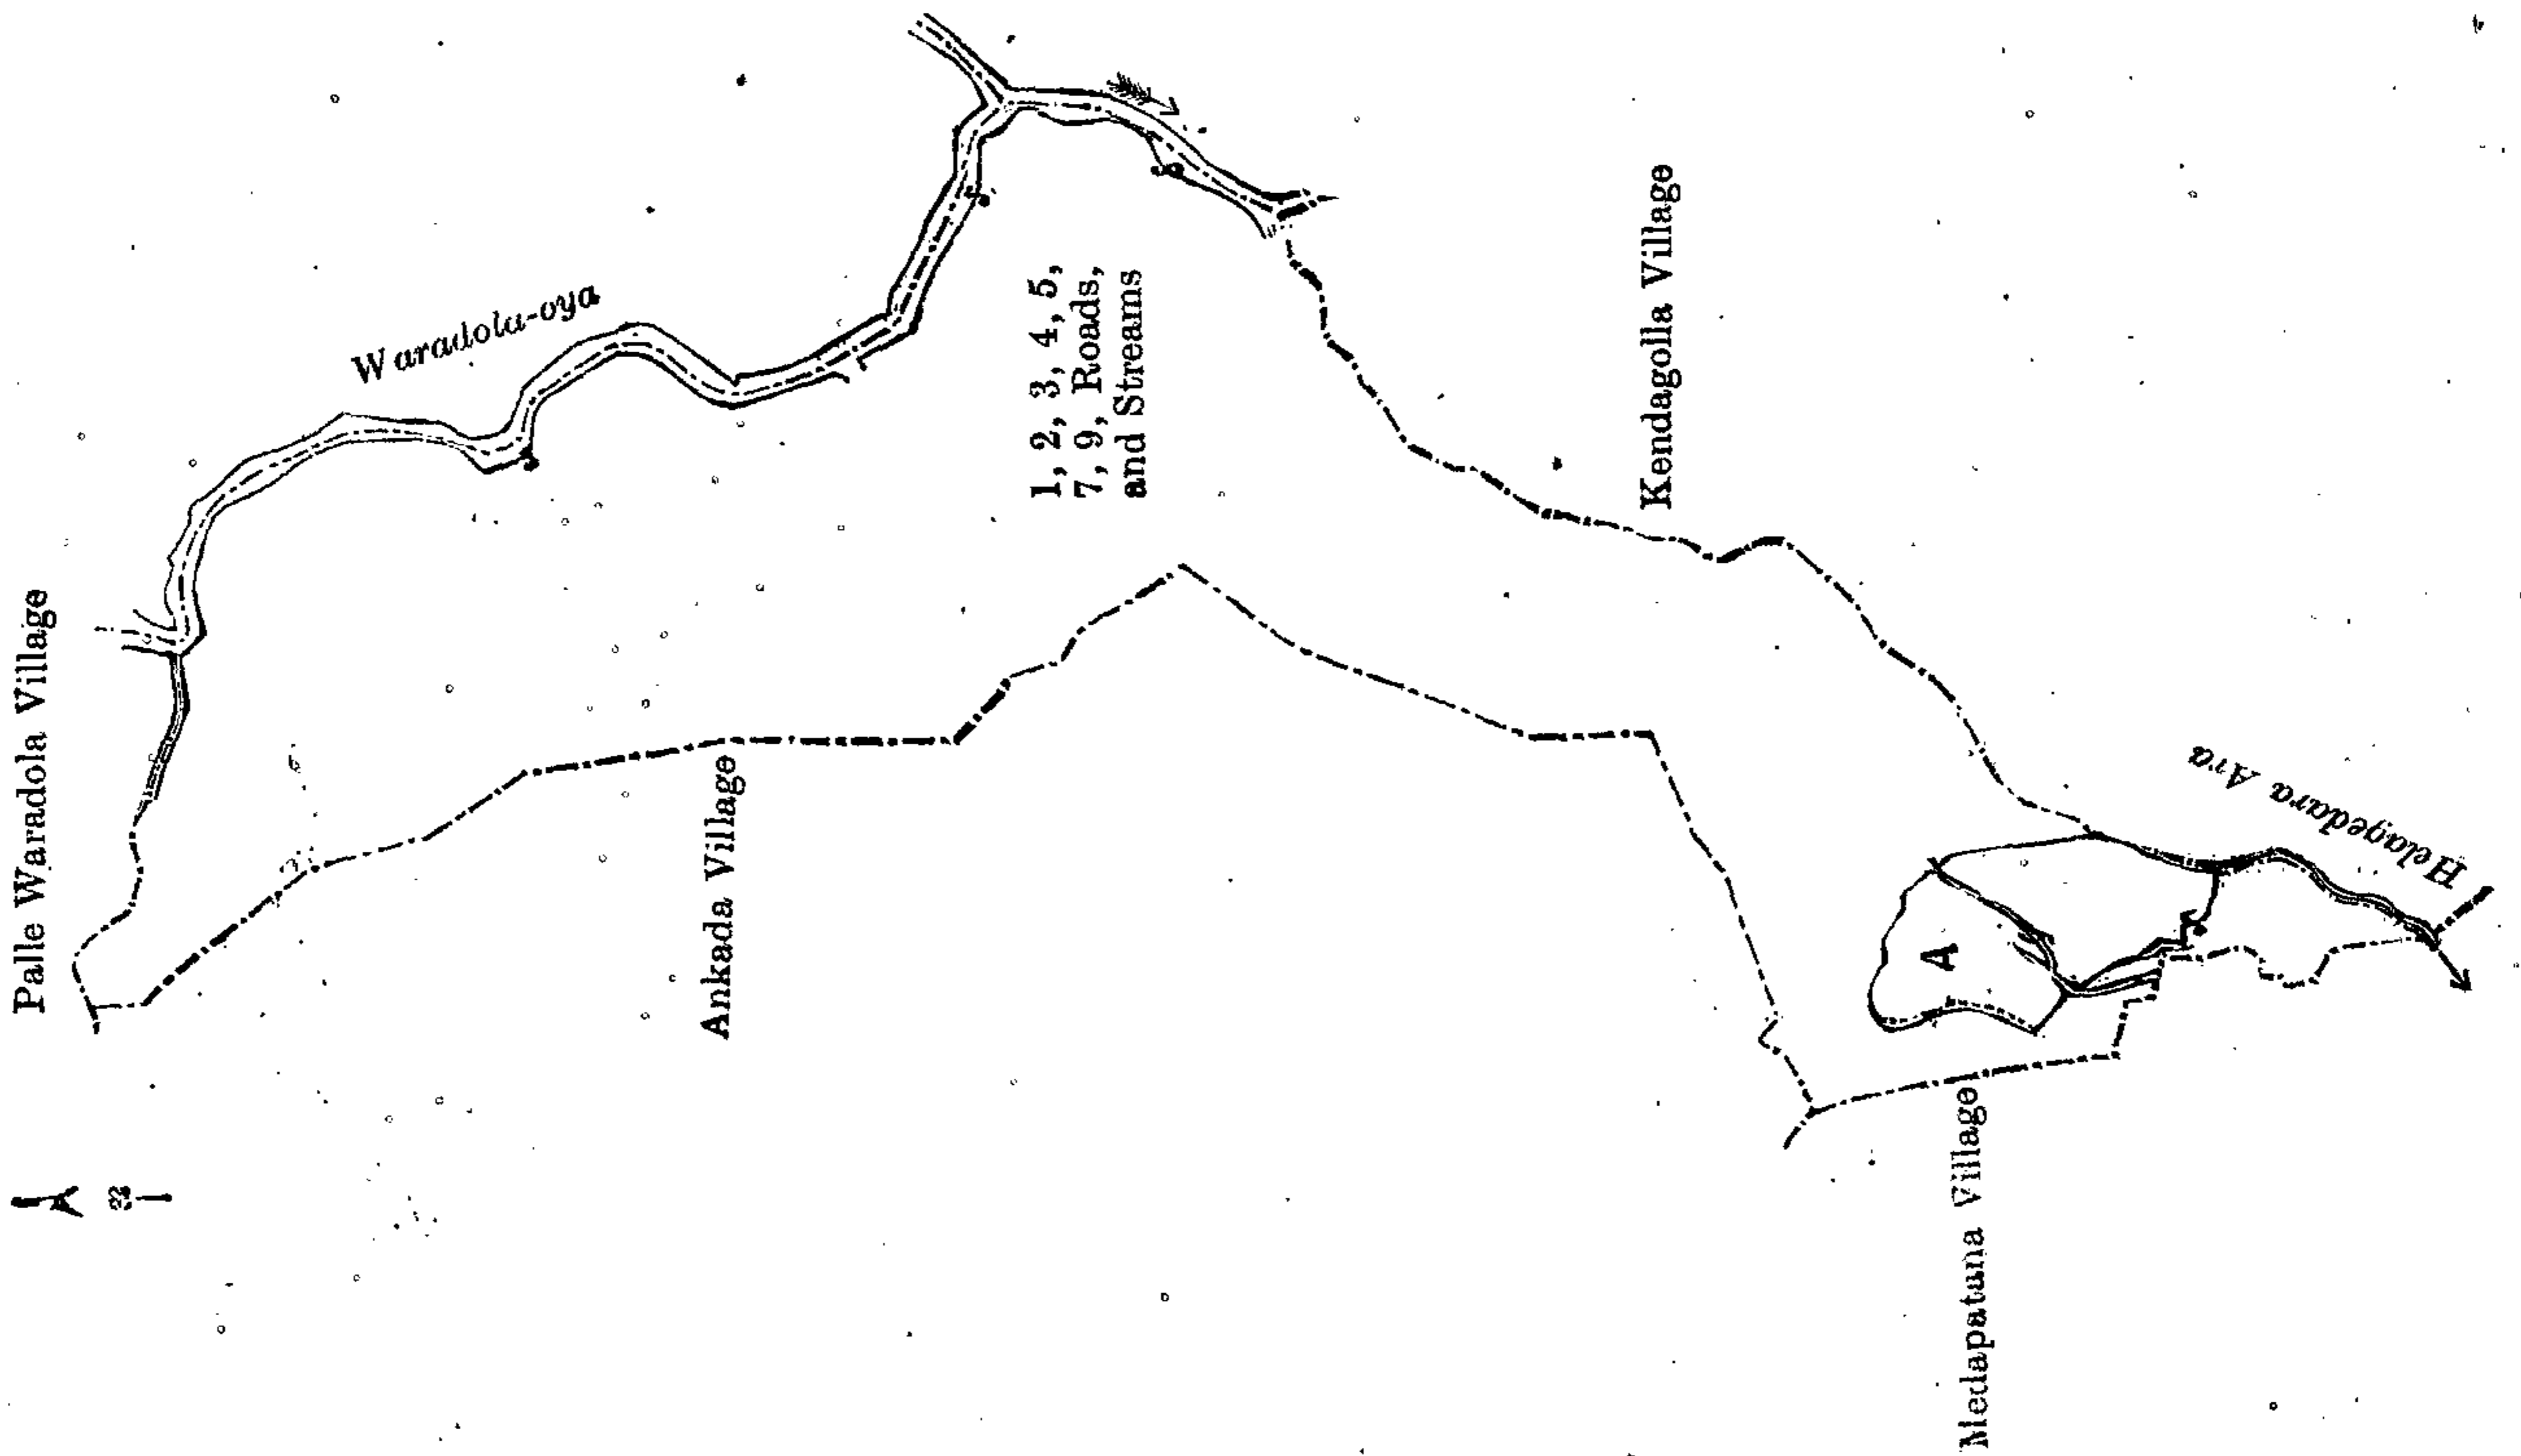 Palle Waradola Village
Waradola-oya
Ankada Village
1, 2, 3, 4, 5,
7, 9, Roads,
and Streams
Kendagolla Village
Medapatana Village
A
Helagedara Ara